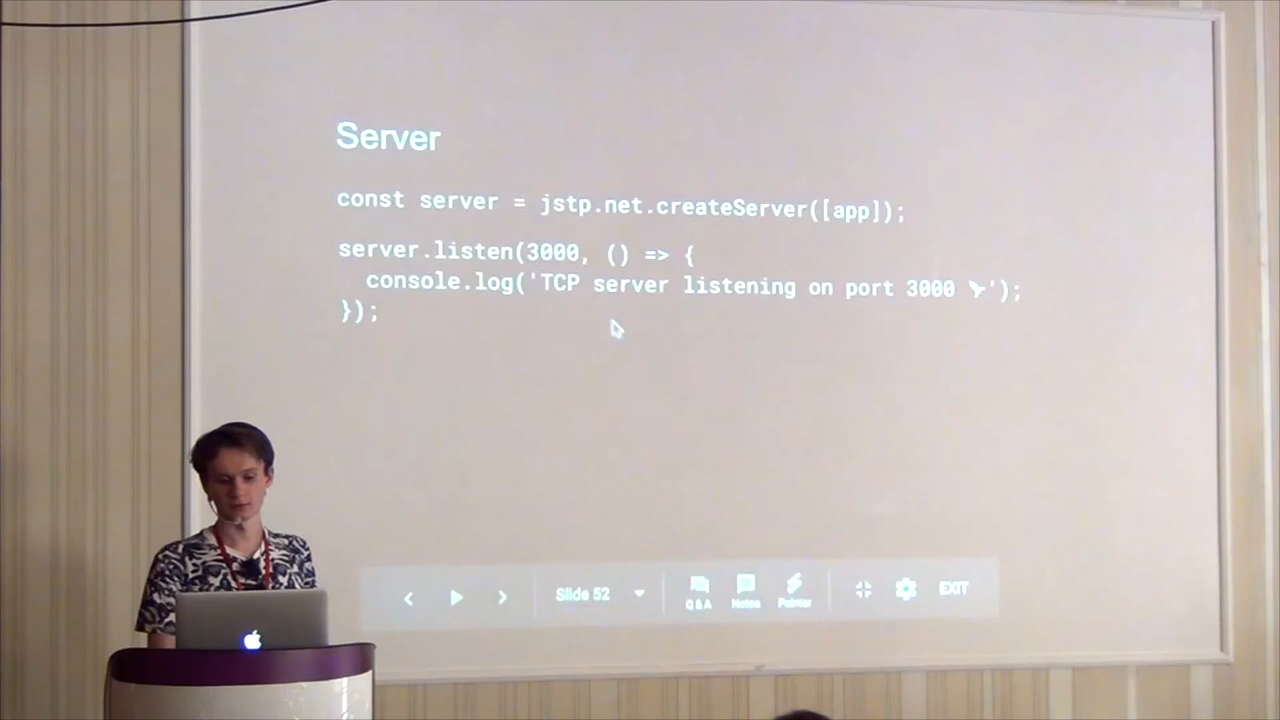 Server
const server = jstp.net.createServer([app]);
server.listen(3000, () => {
console.log('TCP server listening on port 3000 🚀');
});
Slide 52
Q & A
Notes
Pointer
EXIT